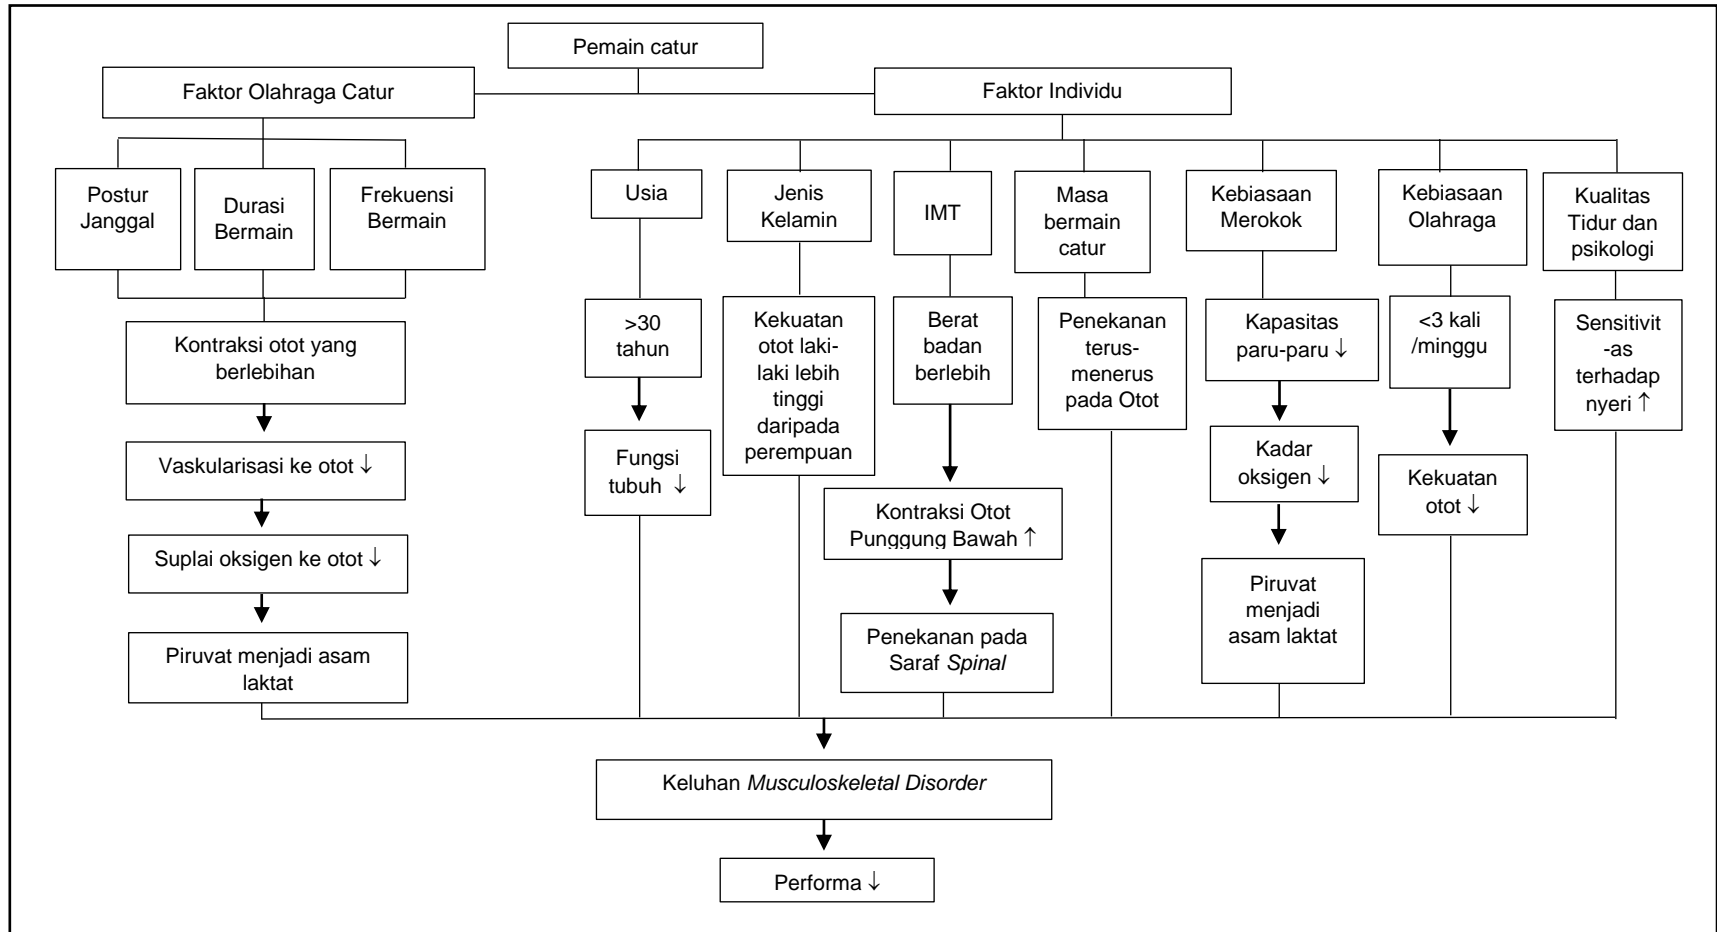 Pemain catur
Faktor Olahraga Catur
Faktor Individu
Postur
Janggal
Durasi
Bermain
Frekuensi
Bermain
Usia
Jenis
Kelamin
IMT
Masa
bermain
catur
Kebiasaan
Merokok
Kebiasaan
Olahraga
Kualitas
Tidur dan
psikologi
Kontraksi otot yang
berlebihan
>30
tahun
Kekuatan
otot laki-
laki lebih
tinggi
daripada
perempuan
Berat
badan
berlebih
Penekanan
terus-
menerus
pada Otot
Kapasitas
paru-paru ↓
<3 kali
/minggu
Sensitivit
-as
terhadap
nyeri ↑
Vaskularisasi ke otot ↓
Fungsi
tubuh ↓
Kontraksi Otot
Punggung Bawah ↑
Kadar
oksigen ↓
Kekuatan
otot ↓
Suplai oksigen ke otot ↓
Piruvat menjadi asam
laktat
Penekanan pada
Saraf Spinal
Piruvat
menjadi
asam laktat
Keluhan Musculoskeletal Disorder
Performa ↓